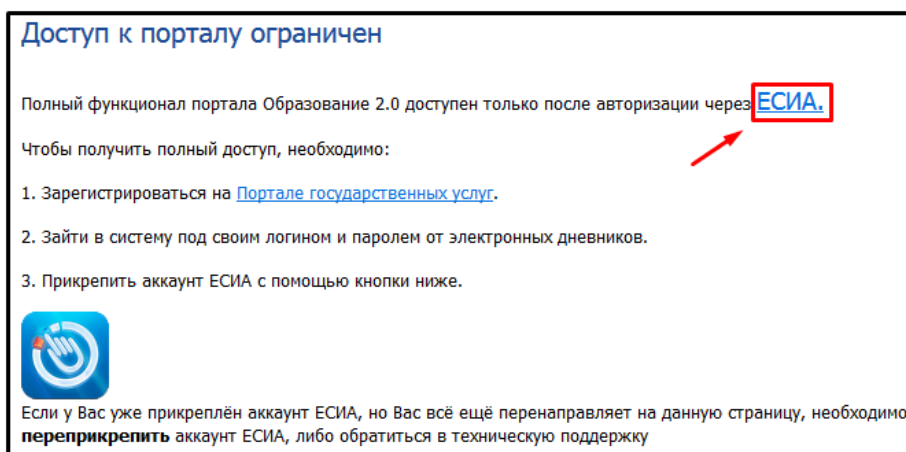 Доступ к порталу ограничен
Полный функционал портала Образование 2.0 доступен только после авторизации через ЕСИА.
Чтобы получить полный доступ, необходимо:
1. Зарегистрироваться на Портале государственных услуг.
2. Зайти в систему под своим логином и паролем от электронных дневников.
3. Прикрепить аккаунт ЕСИА с помощью кнопки ниже.
Если у Вас уже прикреплён аккаунт ЕСИА, но Вас всё ещё перенаправляет на данную страницу, необходимо
переприкрепить аккаунт ЕСИА, либо обратиться в техническую поддержку